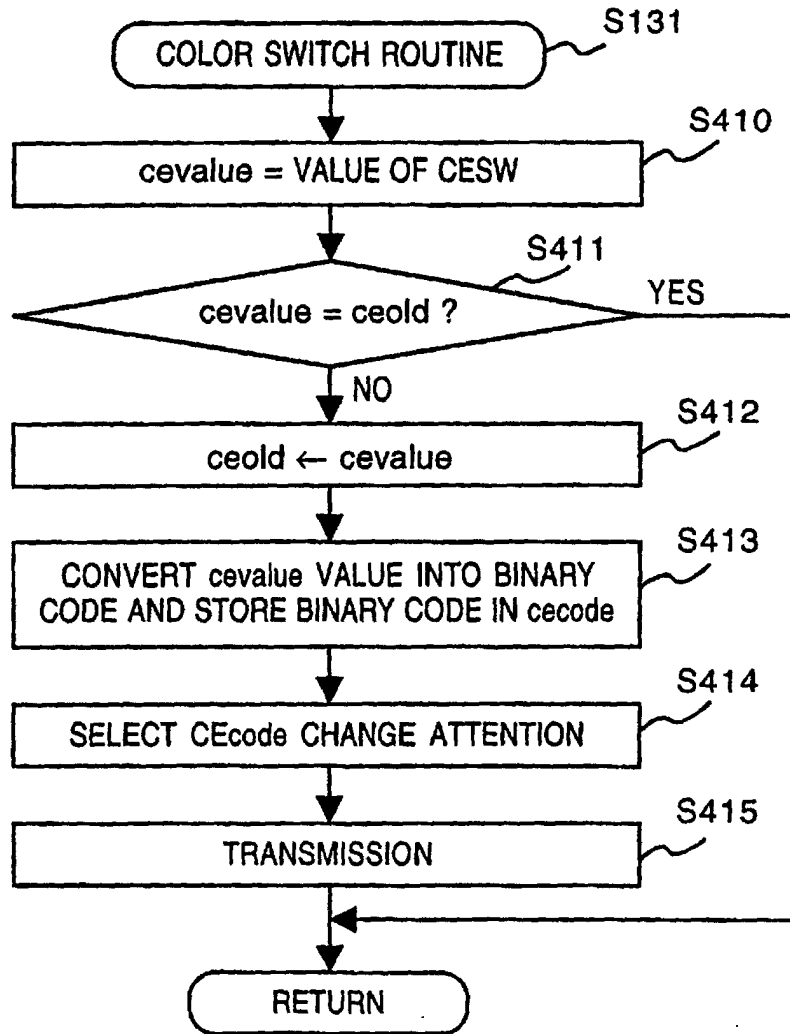 COLOR SWITCH ROUTINE
S131
S410
cevalue = VALUE OF CESW
S411
cevalue = ceold ?
YES
NO
S412
ceold ← cevalue
S413
CONVERT cevalue VALUE INTO BINARY
CODE AND STORE BINARY CODE IN cecode
S414
SELECT CEcode CHANGE ATTENTION
S415
TRANSMISSION
RETURN